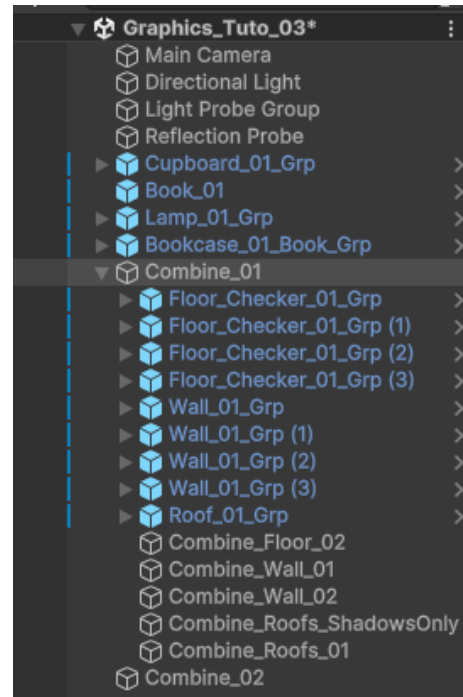 Graphics_Tuto_03*
Main Camera
Directional Light
Light Probe Group
Reflection Probe
Cupboard_01_Grp
Book_01
Lamp_01_Grp
Bookcase_01_Book_Grp
Combine_01
Floor_Checker_01_Grp
Floor_Checker_01_Grp (1)
Floor_Checker_01_Grp (2)
Floor_Checker_01_Grp (3)
Wall_01_Grp
Wall_01_Grp (1)
Wall_01_Grp (2)
Wall_01_Grp (3)
Roof_01_Grp
Combine_Floor_02
Combine_Wall_01
Combine_Wall_02
Combine_Roofs_ShadowsOnly
Combine_Roofs_01
Combine_02